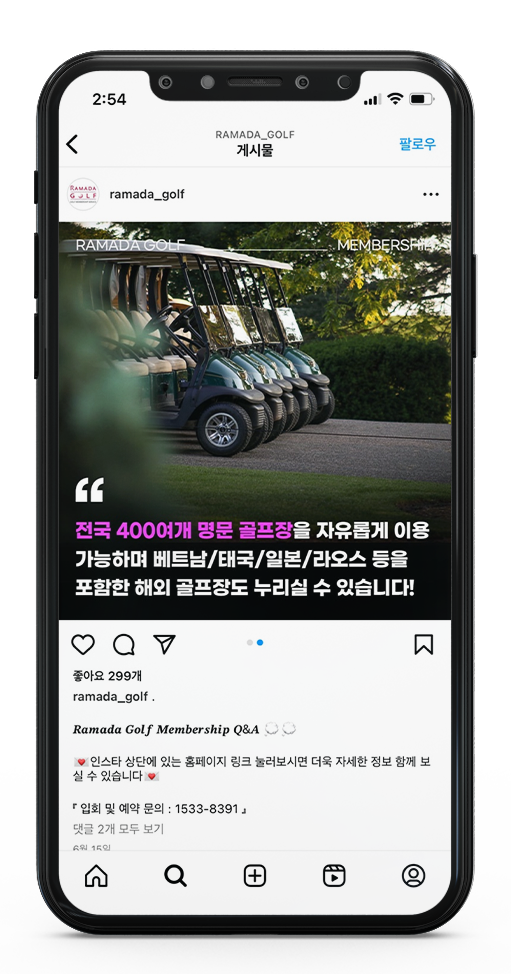 2:54
RAMADA_GOLF
게시물
팔로우
RAMADA
GOLF
ramada_golf
RAMADA GOLF
MEMBERSHIP
전국 400여개 명문 골프장을 자유롭게 이용
가능하며 베트남/태국/일본/라오스 등을
포함한 해외 골프장도 누리실 수 있습니다!
좋아요 299개
ramada_golf .
Ramada Golf Membership Q&A 💭💭
💌인스타 상단에 있는 홈페이지 링크 눌러보시면 더욱 자세한 정보 함께 보
실 수 있습니다💌
『 입회 및 예약 문의 : 1533-8391 』
댓글 2개 모두 보기
6월 15일